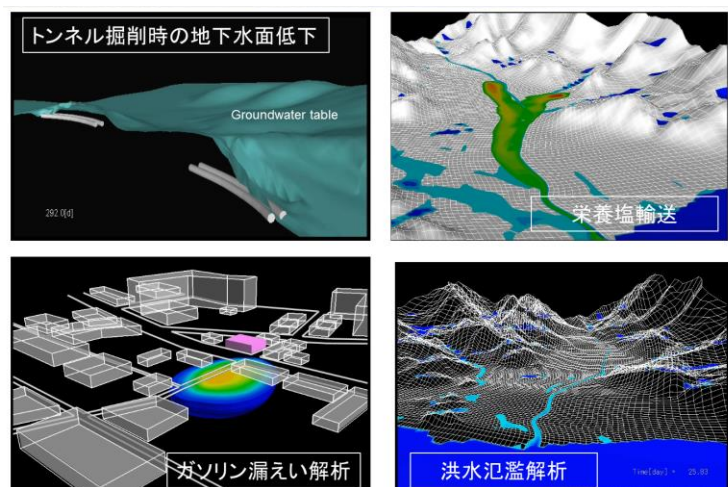 トンネル掘削時の地下水面低下
Groundwater table
292.0[d]
栄養塩輸送
ガソリン漏えい解析
洪水氾濫解析
Time[day] = 25.03